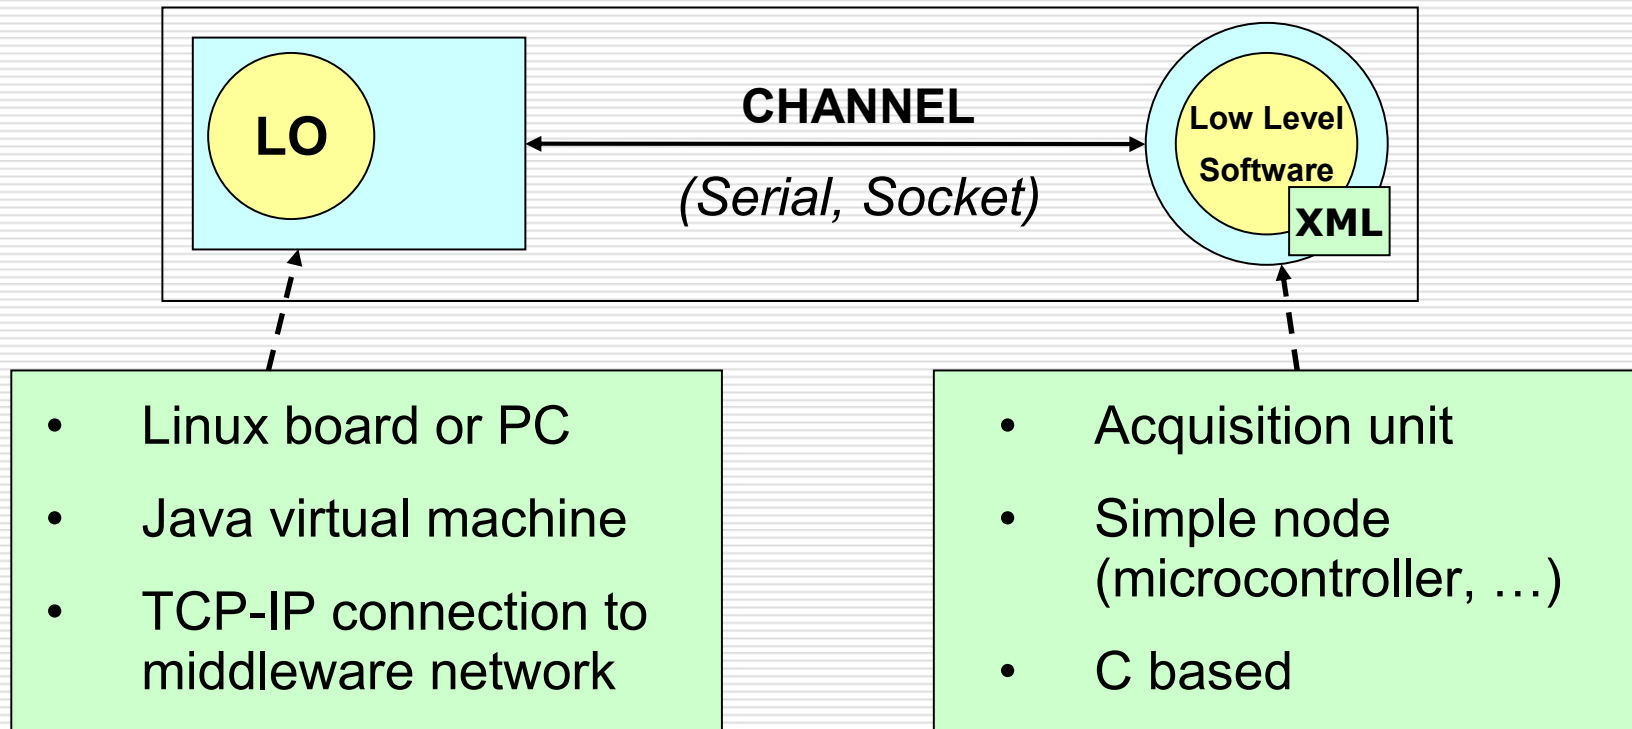 LO
CHANNEL
(Serial, Socket)
Low Level
Software
XML
• Linux board or PC
• Java virtual machine
• TCP-IP connection to
middleware network
• Acquisition unit
• Simple node
(microcontroller, …)
• C based